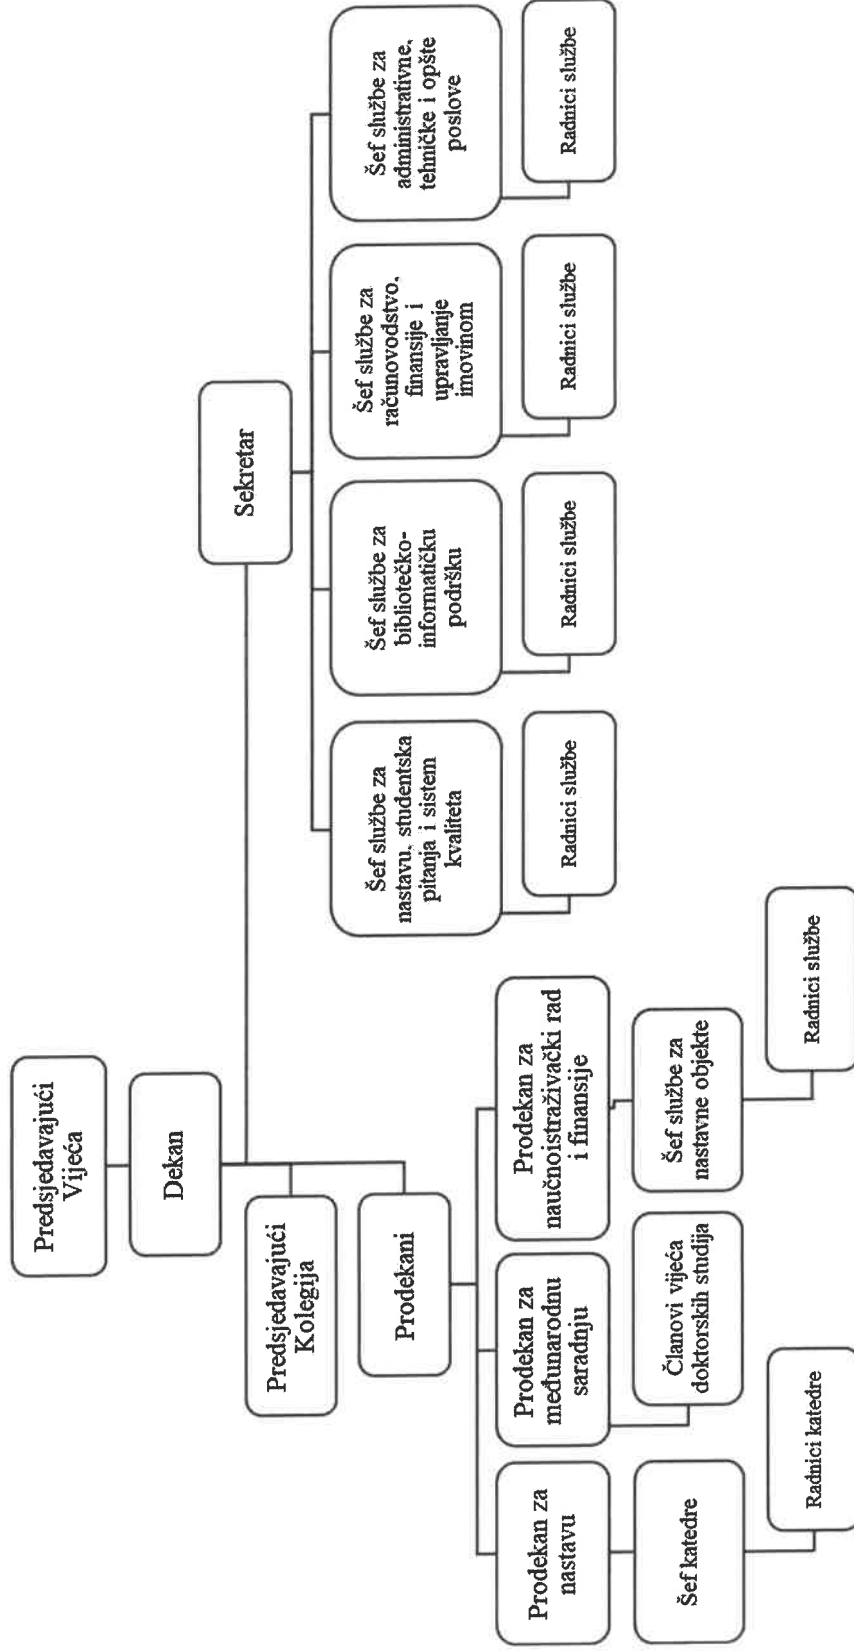 Predsjedavajući
Vijeća
Dekan
Predsjedavajući
Kolegija
Prodekani
Sekretar
Prodekan za
nastavu
Prodekan za
međunarodnu
saradnju
Prodekan za
naučnoistraživački rad
i finansije
Šef katedre
Članovi vijeća
doktorskih studija
Šef službe za
nastavne objekte
Radnici katedre
Radnici službe
Šef službe za
nastavu, studentska
pitanja i sistem
kvaliteta
Šef službe za
bibliotečko-
informatičku
podršku
Šef službe za
računovodstvo,
finansije i
upravljanje
imovinom
Šef službe za
administrativne,
tehničke i opšte
poslove
Radnici službe
Radnici službe
Radnici službe
Radnici službe